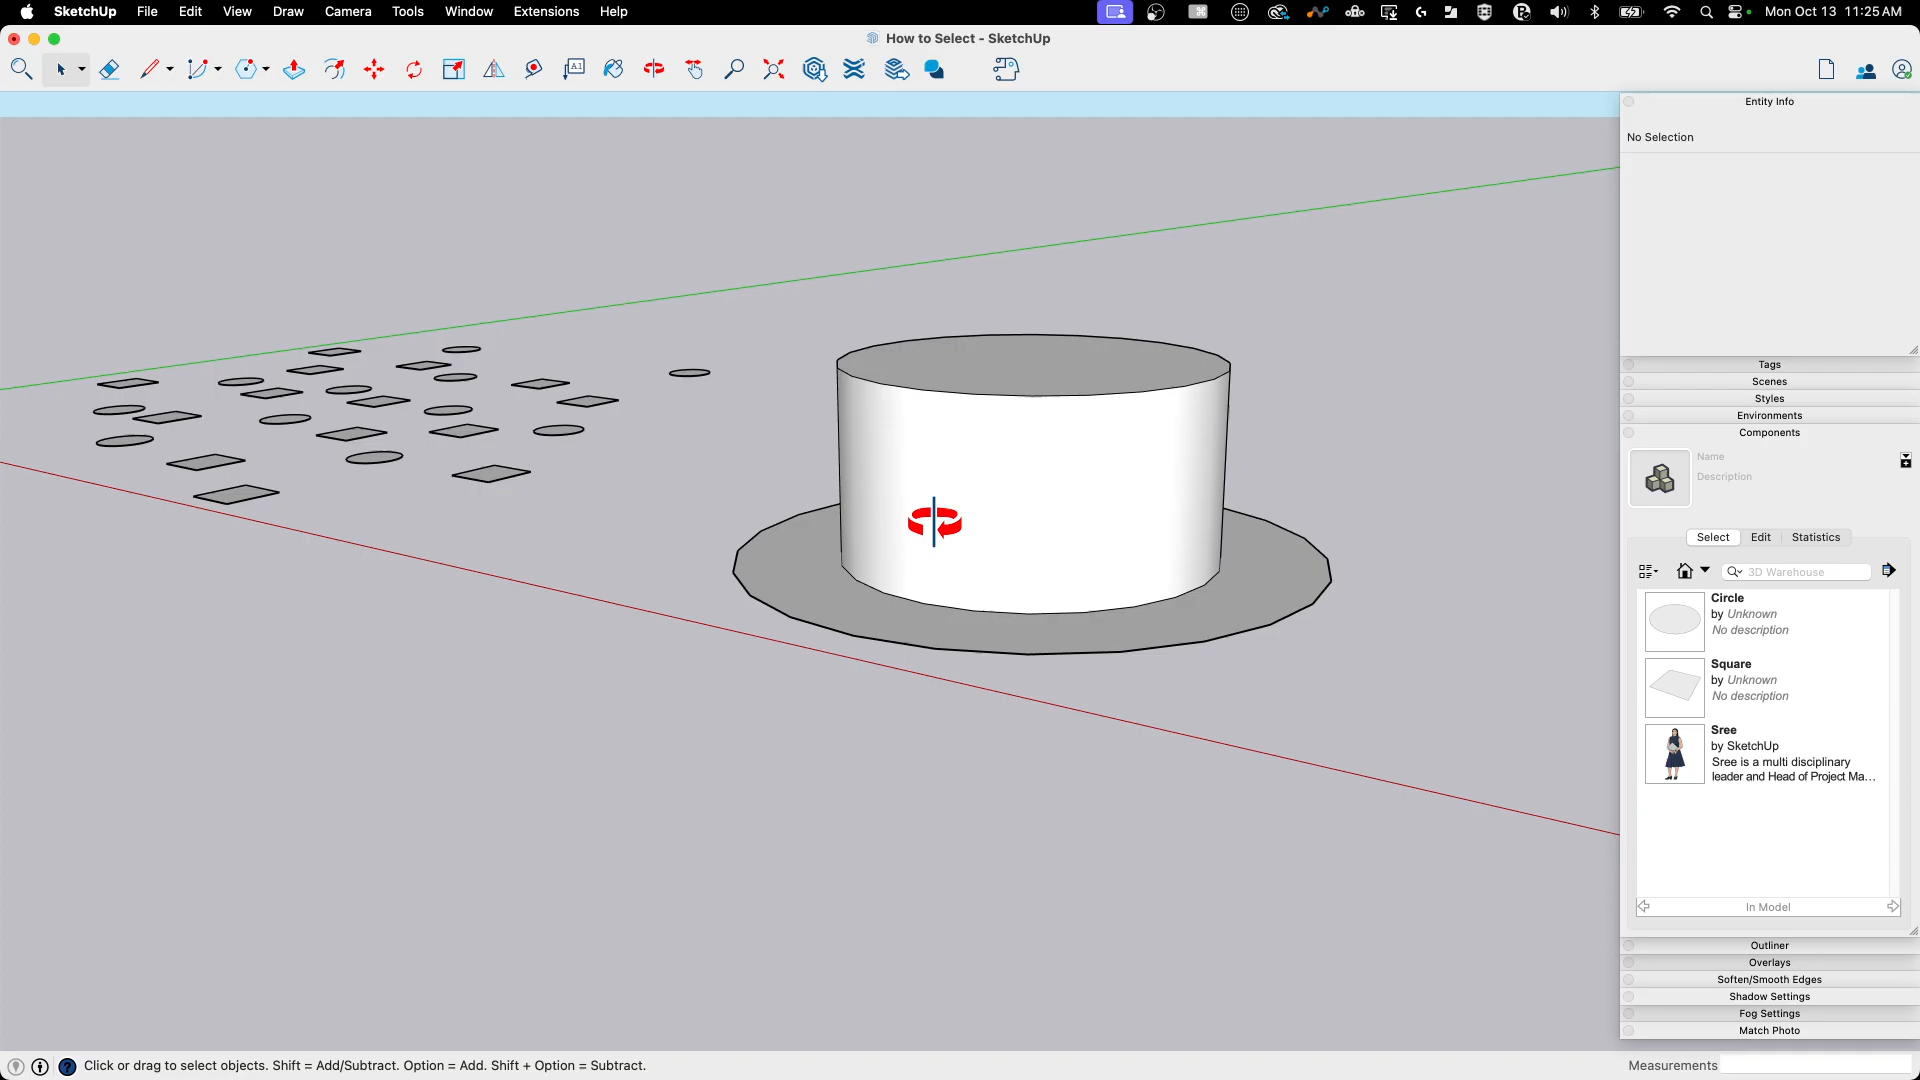 SketchUp File Edit View Draw Camera Tools Window Extensions Help Mon Oct 13 11:25 AM
How to Select - SketchUp
A1
Entity Info
No Selection
Tags
Scenes
Styles
Environments
Components
Name
Description
Select Edit Statistics
3D Warehouse
Circle
by Unknown
No description
Square
by Unknown
No description
Sree
by SketchUp
Sree is a multi disciplinary
leader and Head of Project Ma...
In Model
Outliner
Overlays
Soften/Smooth Edges
Shadow Settings
Fog Settings
Match Photo
Click or drag to select objects. Shift = Add/Subtract. Option = Add. Shift + Option = Subtract. Measurements